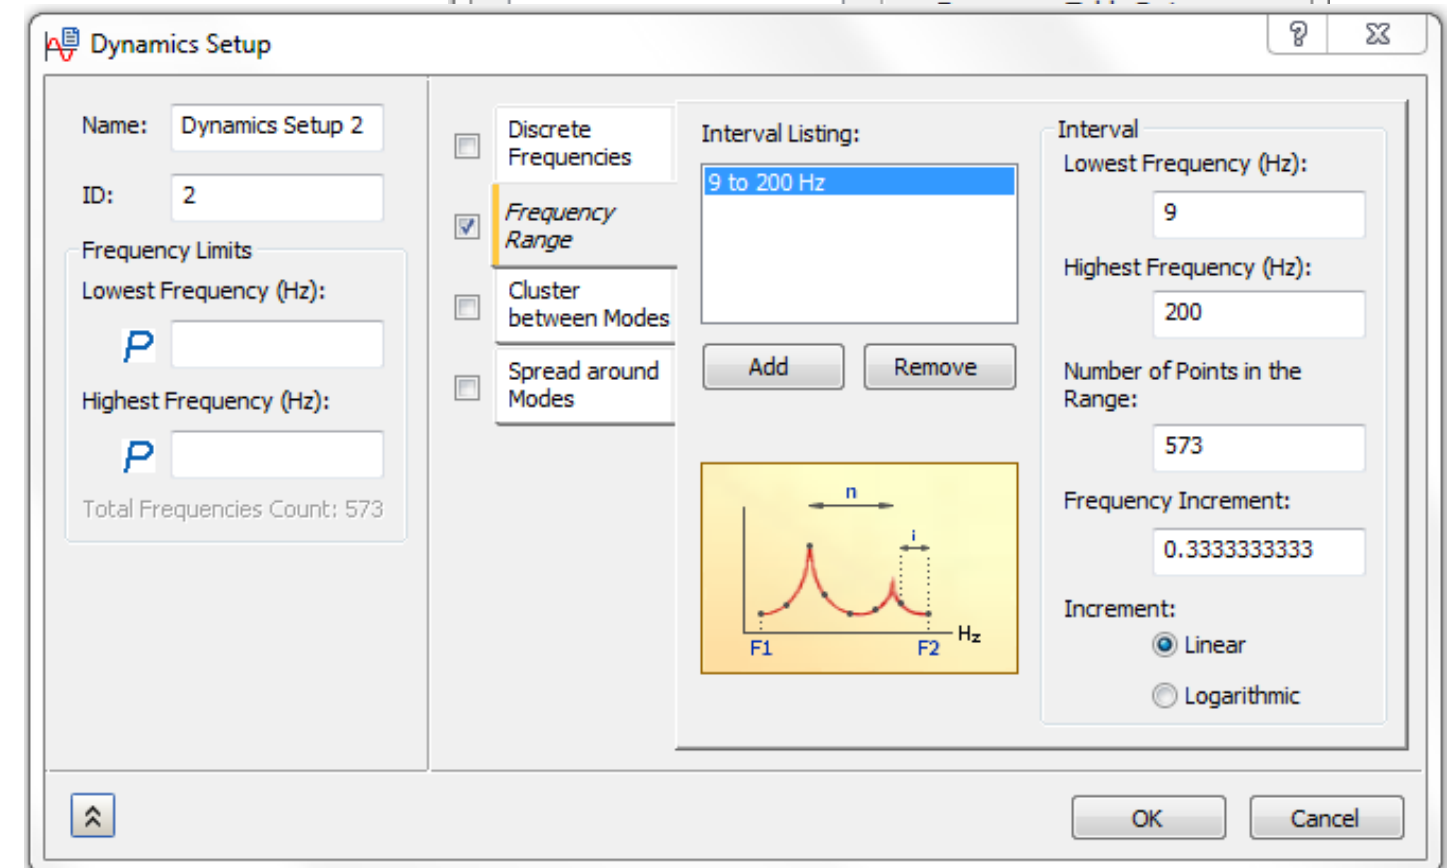 Dynamics Setup
Name: Dynamics Setup 2
ID: 2
Frequency Limits
Lowest Frequency (Hz):
Highest Frequency (Hz):
Total Frequencies Count: 573
Discrete
Frequencies
Frequency
Range
Cluster
between Modes
Spread around
Modes
Interval Listing:
9 to 200 Hz
Add Remove
n
i
F1 F2 Hz
Interval
Lowest Frequency (Hz):
9
Highest Frequency (Hz):
200
Number of Points in the
Range:
573
Frequency Increment:
0.3333333333
Increment:
Linear
Logarithmic
OK Cancel